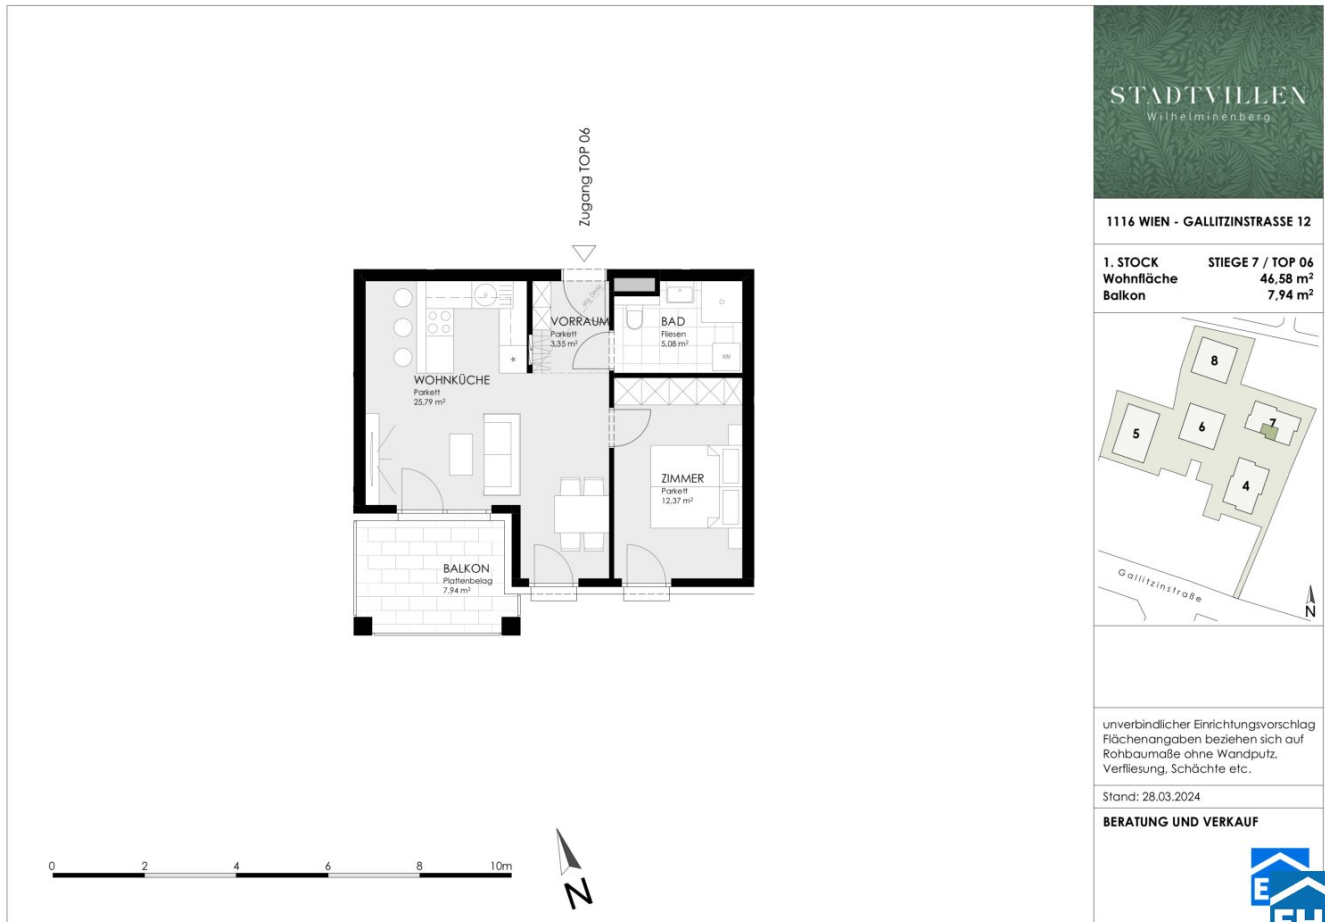 Zugang TOP 06
VORRAUM
Parkett
3,35 m²
BAD
Fliesen
5,08 m²
WM
WOHNKÜCHE
Parkett
25,79 m²
ZIMMER
Parkett
12,37 m²
BALKON
Plattenbelag
7,94 m²
0 2 4 6 8 10m
N
STADTVILLEN
Wilhelminenberg
1116 WIEN - GALLITZINSTRASSE 12
1. STOCK STIEGE 7 / TOP 06
Wohnfläche 46,58 m²
Balkon 7,94 m²
8
7
5
6
4
Gallitzinstraße
N
unverbindlicher Einrichtungsvorschlag
Flächenangaben beziehen sich auf
Rohbaumaße ohne Wandputz,
Verfliesung, Schächte etc.
Stand: 28.03.2024
BERATUNG UND VERKAUF
E
EH